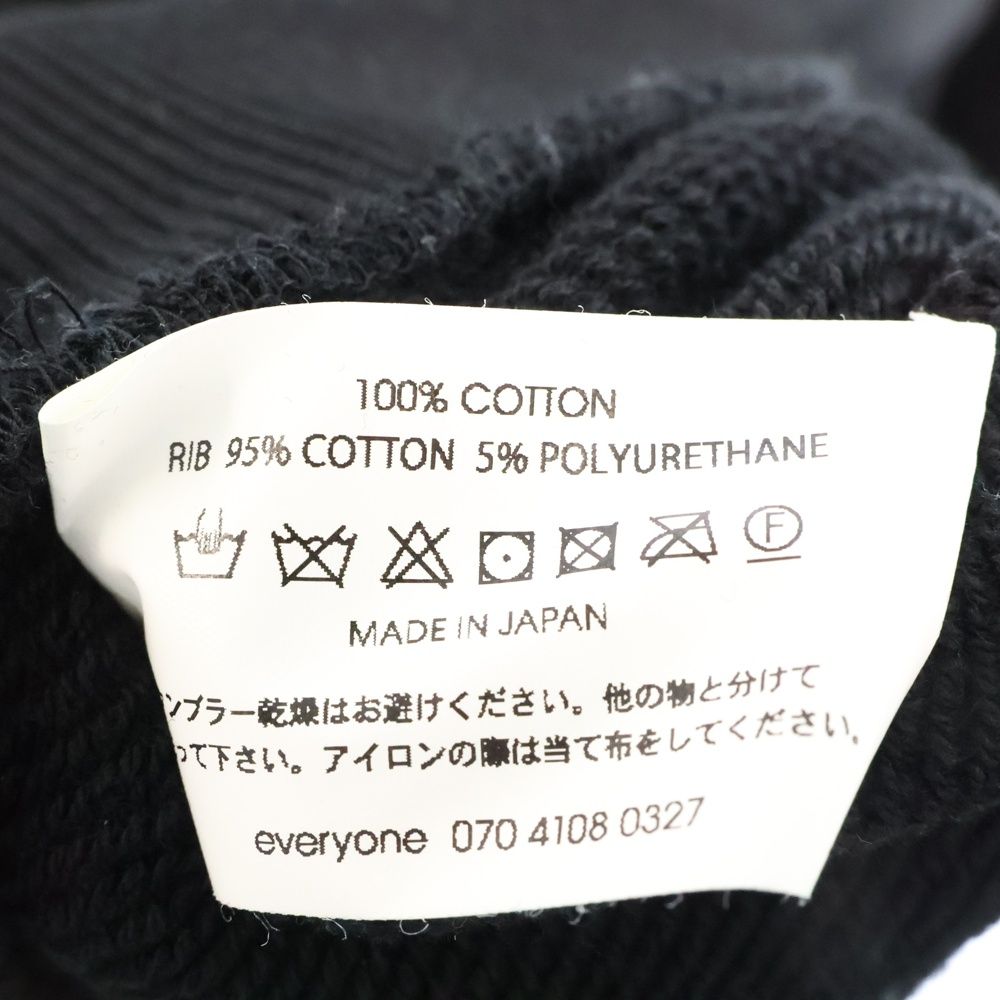 100% COTTON
RIB 95% COTTON 5% POLYURETHANE
F
MADE IN JAPAN
ンブラー乾燥はお避けください。他の物と分けて
って下さい。アイロンの際は当て布をしてください。
everyone 070 4108 0327